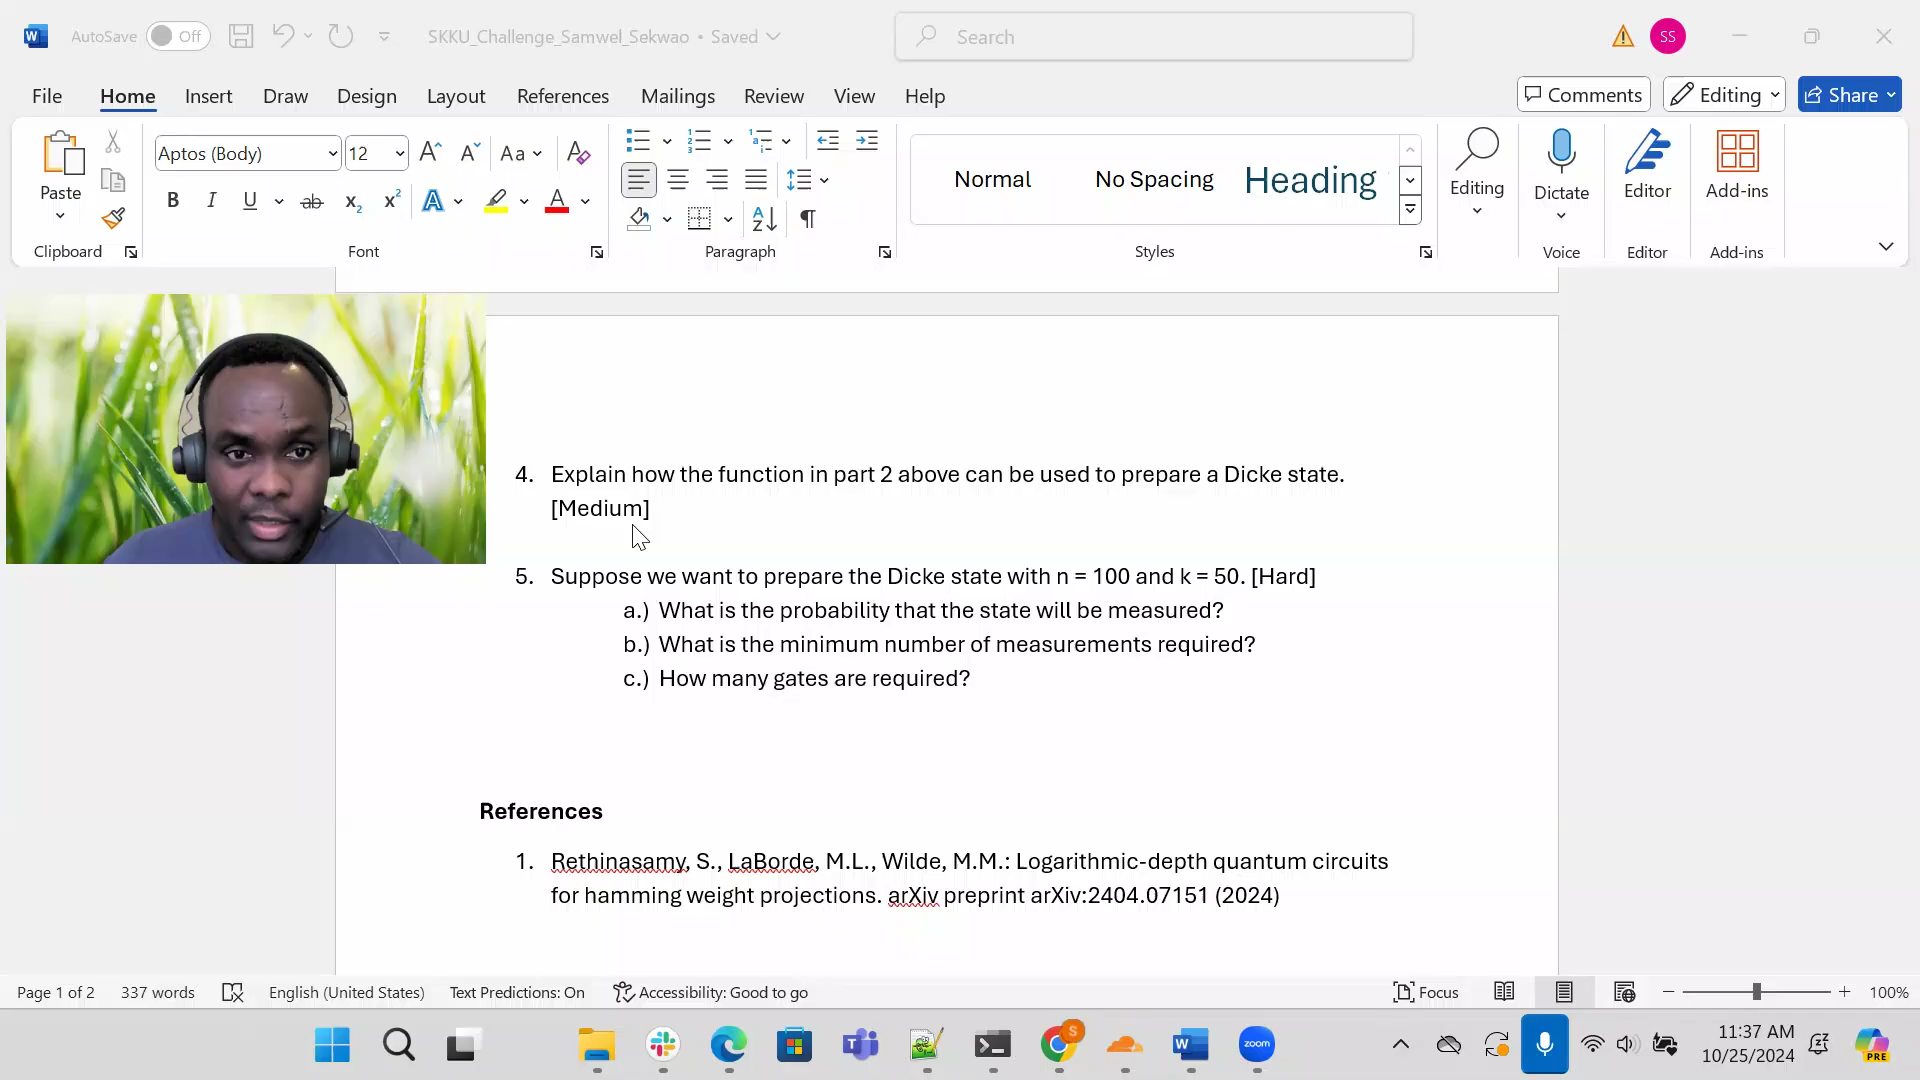 AutoSave Off SKKU_Challenge_Samwel_Sekwao • Saved Search SS
File Home Insert Draw Design Layout References Mailings Review View Help Comments Editing Share
Paste Aptos (Body) 12 Aa Normal No Spacing Heading Editing Dictate Editor Add-ins
B I U ab x2 x2 A A A Z ¶
Clipboard Font Paragraph Styles Voice Editor Add-ins
4. Explain how the function in part 2 above can be used to prepare a Dicke state.
[Medium]
5. Suppose we want to prepare the Dicke state with n = 100 and k = 50. [Hard]
a.) What is the probability that the state will be measured?
b.) What is the minimum number of measurements required?
c.) How many gates are required?
References
1. Rethinasamy, S., LaBorde, M.L., Wilde, M.M.: Logarithmic-depth quantum circuits
for hamming weight projections. arXiv preprint arXiv:2404.07151 (2024)
Page 1 of 2 337 words English (United States) Text Predictions: On Accessibility: Good to go Focus 100%
zoom 11:37 AM
10/25/2024 PRE